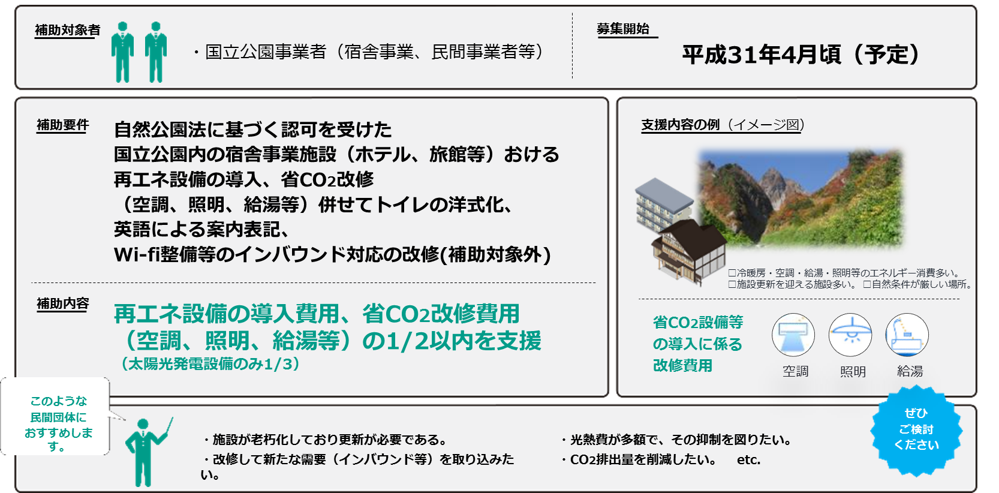 補助対象者
・国立公園事業者（宿舎事業、民間事業者等）
募集開始
平成31年4月頃（予定）
補助要件
自然公園法に基づく認可を受けた
国立公園内の宿舎事業施設（ホテル、旅館等）おける
再エネ設備の導入、省CO2改修
（空調、照明、給湯等）併せてトイレの洋式化、
英語による案内表記、
Wi-fi整備等のインバウンド対応の改修(補助対象外)
補助内容
再エネ設備の導入費用、省CO2改修費用
（空調、照明、給湯等）の1/2以内を支援
（太陽光発電設備のみ1/3）
支援内容の例（イメージ図)
□冷暖房・空調・給湯・照明等のエネルギー消費多い。
□施設更新を迎える施設多い。 □自然条件が厳しい場所。
省CO2設備等
の導入に係る
改修費用
空調
照明
給湯
このような
民間団体に
おすすめしま
す。
・施設が老朽化しており更新が必要である。
・改修して新たな需要（インバウンド等）を取り込みた
い。
・光熱費が多額で、その抑制を図りたい。
・CO2排出量を削減したい。 etc.
ぜひ
ご検討
ください